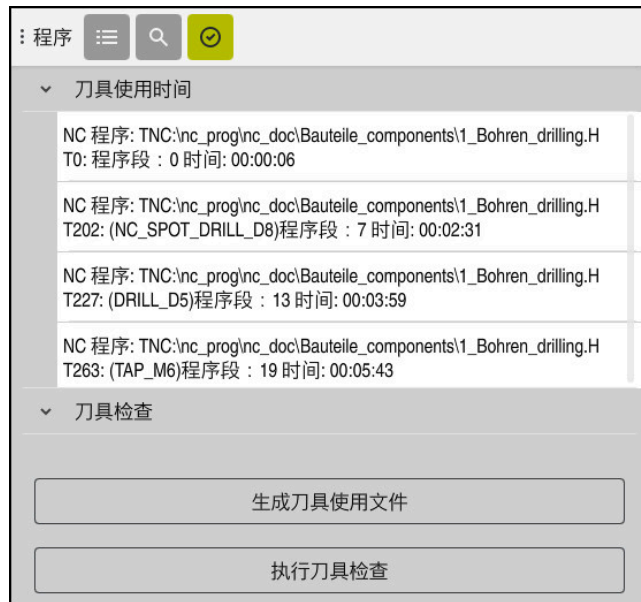 程序
刀具使用时间
NC 程序: TNC:\nc_prog\nc_doc\Bauteile_components\1_Bohren_drilling.H
T0: 程序段：0 时间: 00:00:06
NC 程序: TNC:\nc_prog\nc_doc\Bauteile_components\1_Bohren_drilling.H
T202: (NC_SPOT_DRILL_D8)程序段：7 时间: 00:02:31
NC 程序: TNC:\nc_prog\nc_doc\Bauteile_components\1_Bohren_drilling.H
T227: (DRILL_D5)程序段：13 时间: 00:03:59
NC 程序: TNC:\nc_prog\nc_doc\Bauteile_components\1_Bohren_drilling.H
T263: (TAP_M6)程序段：19 时间: 00:05:43
刀具检查
生成刀具使用文件
执行刀具检查